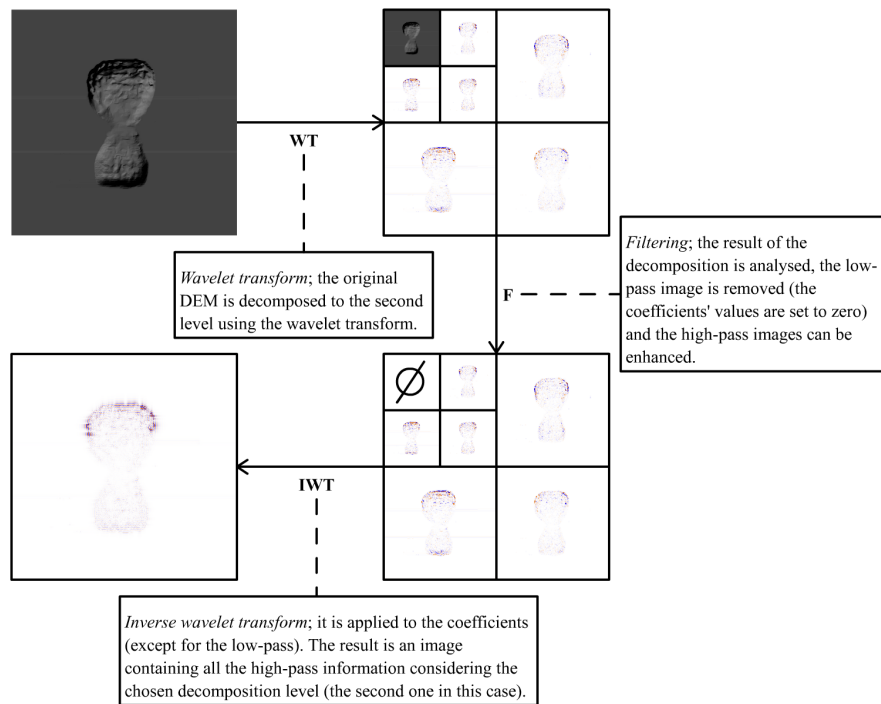 WT
Wavelet transform; the original
DEM is decomposed to the second
level using the wavelet transform.
F
Filtering; the result of the
decomposition is analysed, the low-
pass image is removed (the
coefficients' values are set to zero)
and the high-pass images can be
enhanced.
IWT
Inverse wavelet transform; it is applied to the coefficients
(except for the low-pass). The result is an image
containing all the high-pass information considering the
chosen decomposition level (the second one in this case).